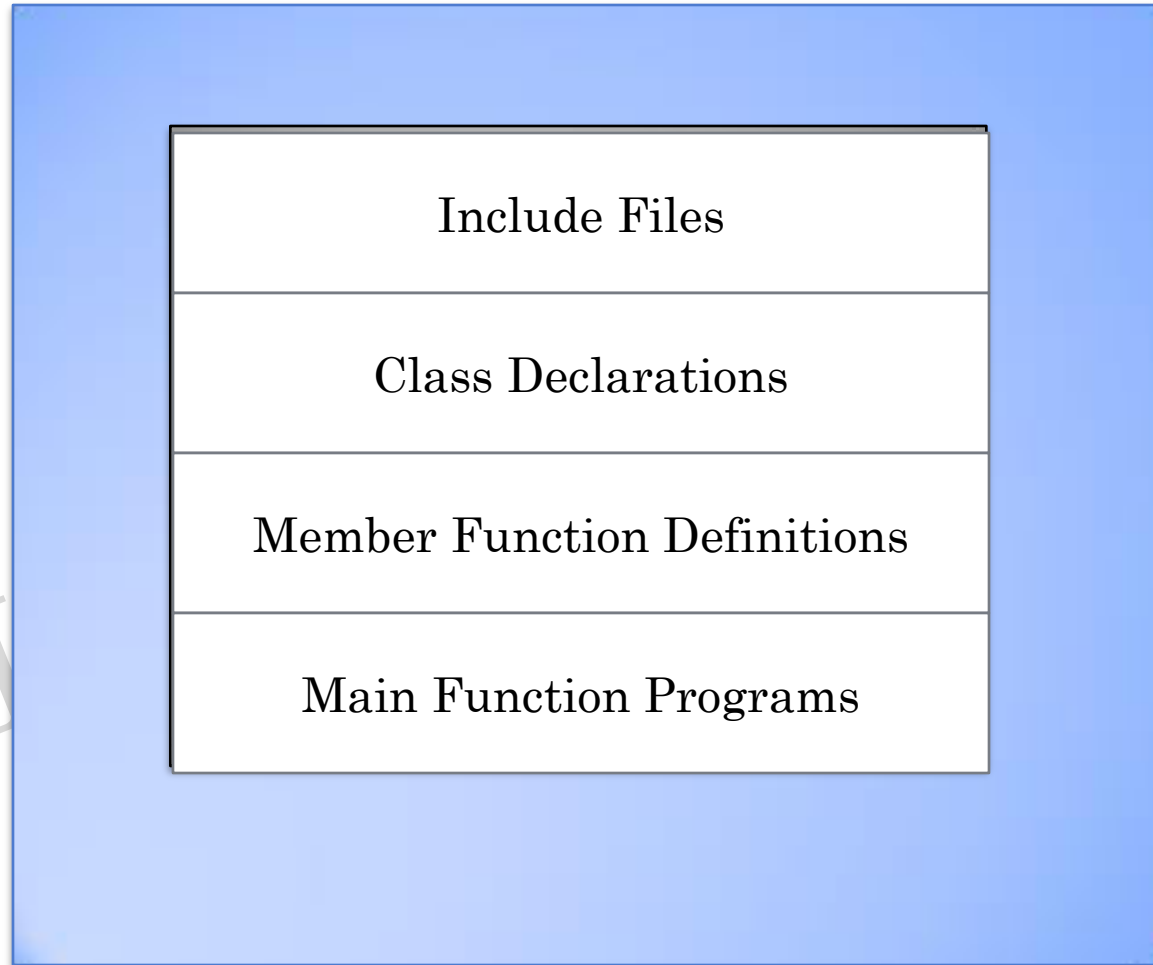 Include Files
Class Declarations
Member Function Definitions
Main Function Programs